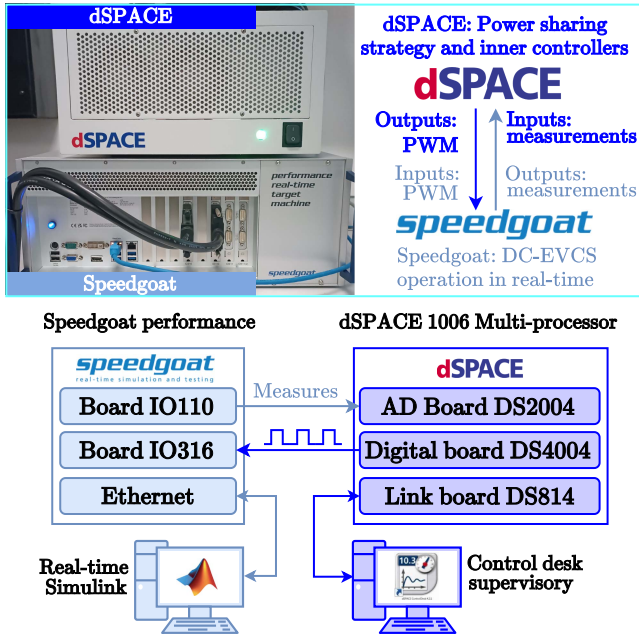 dSPACE
dSPACE
performance
real-time
target
machine
speedgoat
Speedgoat
dSPACE: Power sharing
strategy and inner controllers
dSPACE
Outputs:
PWM
Inputs:
measurements
Inputs:
PWM
Outputs:
measurements
speedgoat
Speedgoat: DC-EVCS
operation in real-time
Speedgoat performance
dSPACE 1006 Multi-processor
speedgoat
real-time simulation and testing
dSPACE
Board IO110
Measures
AD Board DS2004
Board IO316
Digital board DS4004
Ethernet
Link board DS814
Real-time
Simulink
10.3
Control desk
supervisory